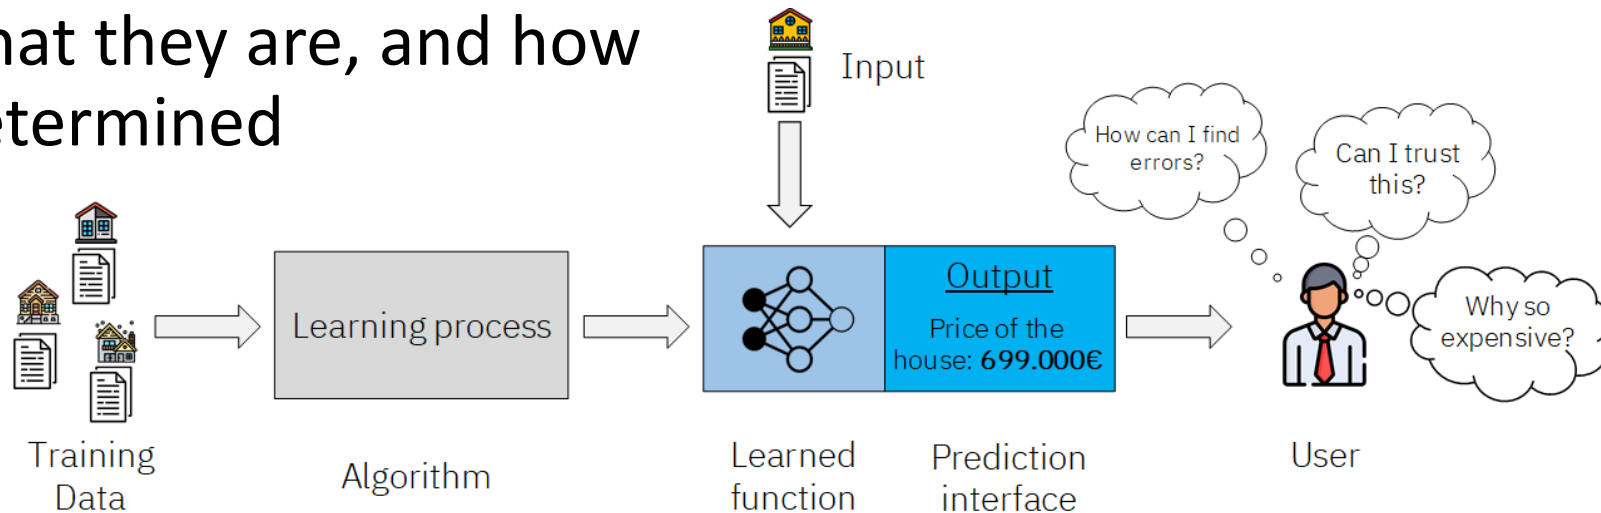 hat they are, and how
etermined
Input
How can I find
errors?
Can I trust
this?
Why so
expensive?
Learning process
Output
Price of the
house: 699.000€
Training
Data
Algorithm
Learned
function
Prediction
interface
User